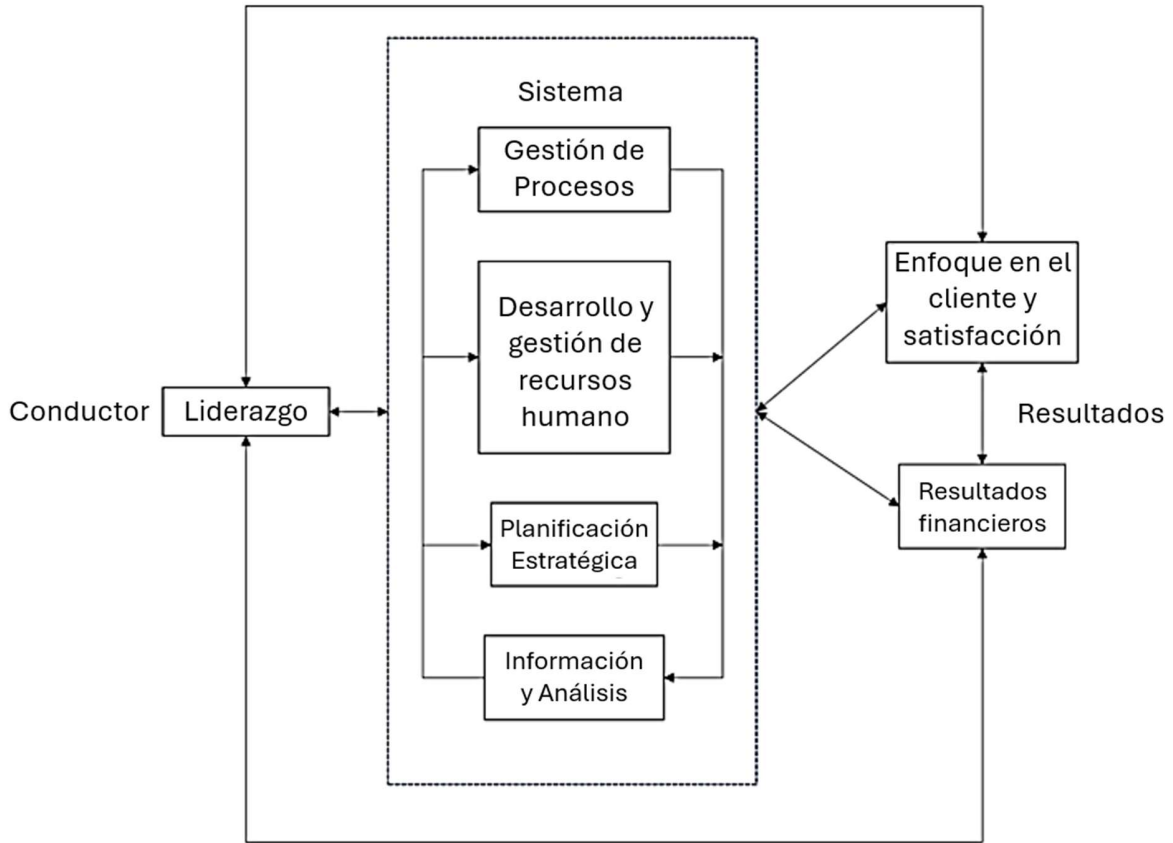 Sistema
Gestión de
Procesos
Desarrollo y
gestión de
recursos
humano
Planificación
Estratégica
Información
y Análisis
Conductor
Liderazgo
Enfoque en el
cliente y
satisfacción
Resultados
Resultados
financieros